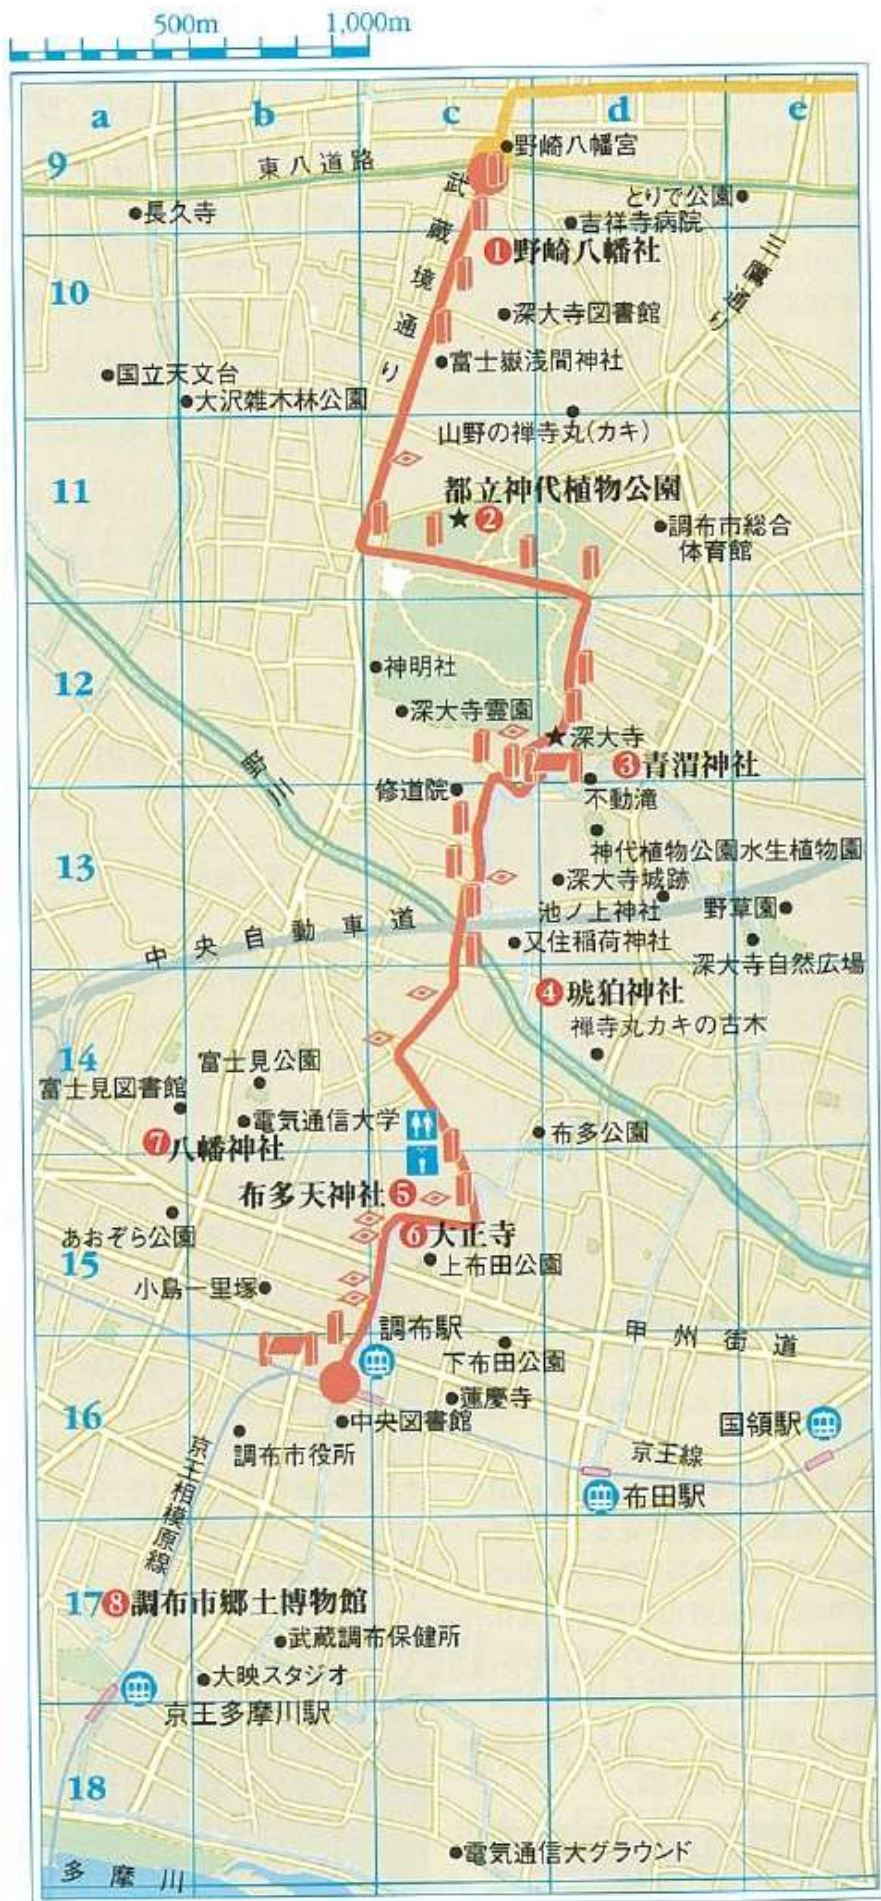 500m 1,000m
a b c d e
9
野崎八幡宮
東八道路
武蔵境通り
とりで公園
長久寺
吉祥寺病院
❶野崎八幡社
三鷹通り
10
深大寺図書館
富士嶽浅間神社
国立天文台
大沢雑木林公園
山野の禅寺丸(カキ)
11
都立神代植物公園
★❷
調布市総合
体育館
神明社
12
深大寺霊園
★深大寺
❸青渭神社
野川
修道院
不動滝
神代植物公園水生植物園
13
深大寺城跡
池ノ上神社
野草園
中央自動車道
又住稲荷神社
深大寺自然広場
❹琥珀神社
禅寺丸カキの古木
14
富士見公園
富士見図書館
電気通信大学
布多公園
❼八幡神社
布多天神社❺
❻大正寺
あおぞら公園
15
上布田公園
小島一里塚
調布駅
甲州街道
下布田公園
16
蓮慶寺
中央図書館
国領駅
調布市役所
京王線
京王相模原線
布田駅
17
❽調布市郷土博物館
武蔵調布保健所
大映スタジオ
京王多摩川駅
18
電気通信大グラウンド
多摩川